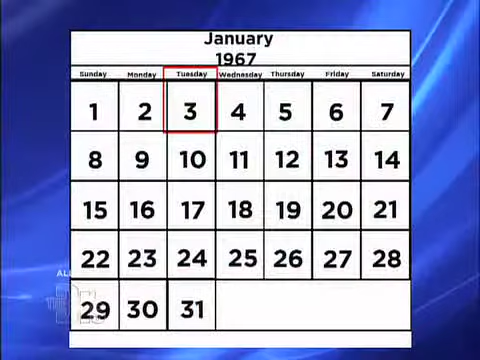 January
1967
Sunday Monday Tuesday Wednesday Thursday Friday Saturday
1 2 3 4 5 6 7
8 9 10 11 12 13 14
15 16 17 18 19 20 21
22 23 24 25 26 27 28
29 30 31